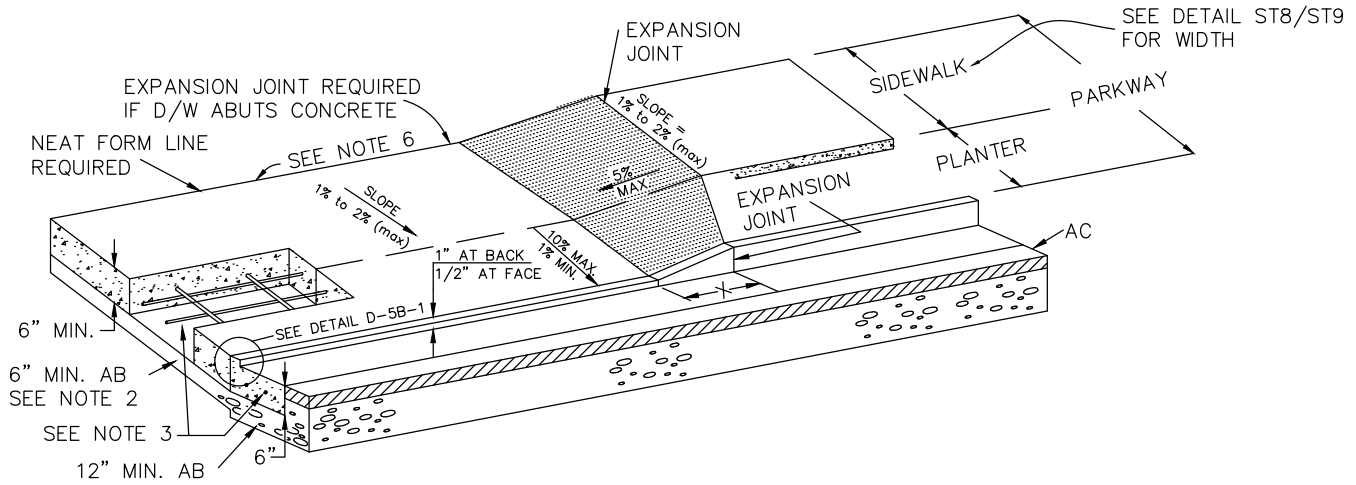 SEE DETAIL ST8/ST9
FOR WIDTH
EXPANSION
JOINT
SIDEWALK
PARKWAY
EXPANSION JOINT REQUIRED
IF D/W ABUTS CONCRETE
SLOPE =
1% to 2% (max)
NEAT FORM LINE
REQUIRED
SEE NOTE 6
PLANTER
5%
MAX
EXPANSION
JOINT
SLOPE
1% to 2% (max)
AC
10% MAX.
1% MIN.
1" AT BACK
1/2" AT FACE
X
6" MIN.
SEE DETAIL D-5B-1
6" MIN. AB
SEE NOTE 2
SEE NOTE 3
6"
12" MIN. AB